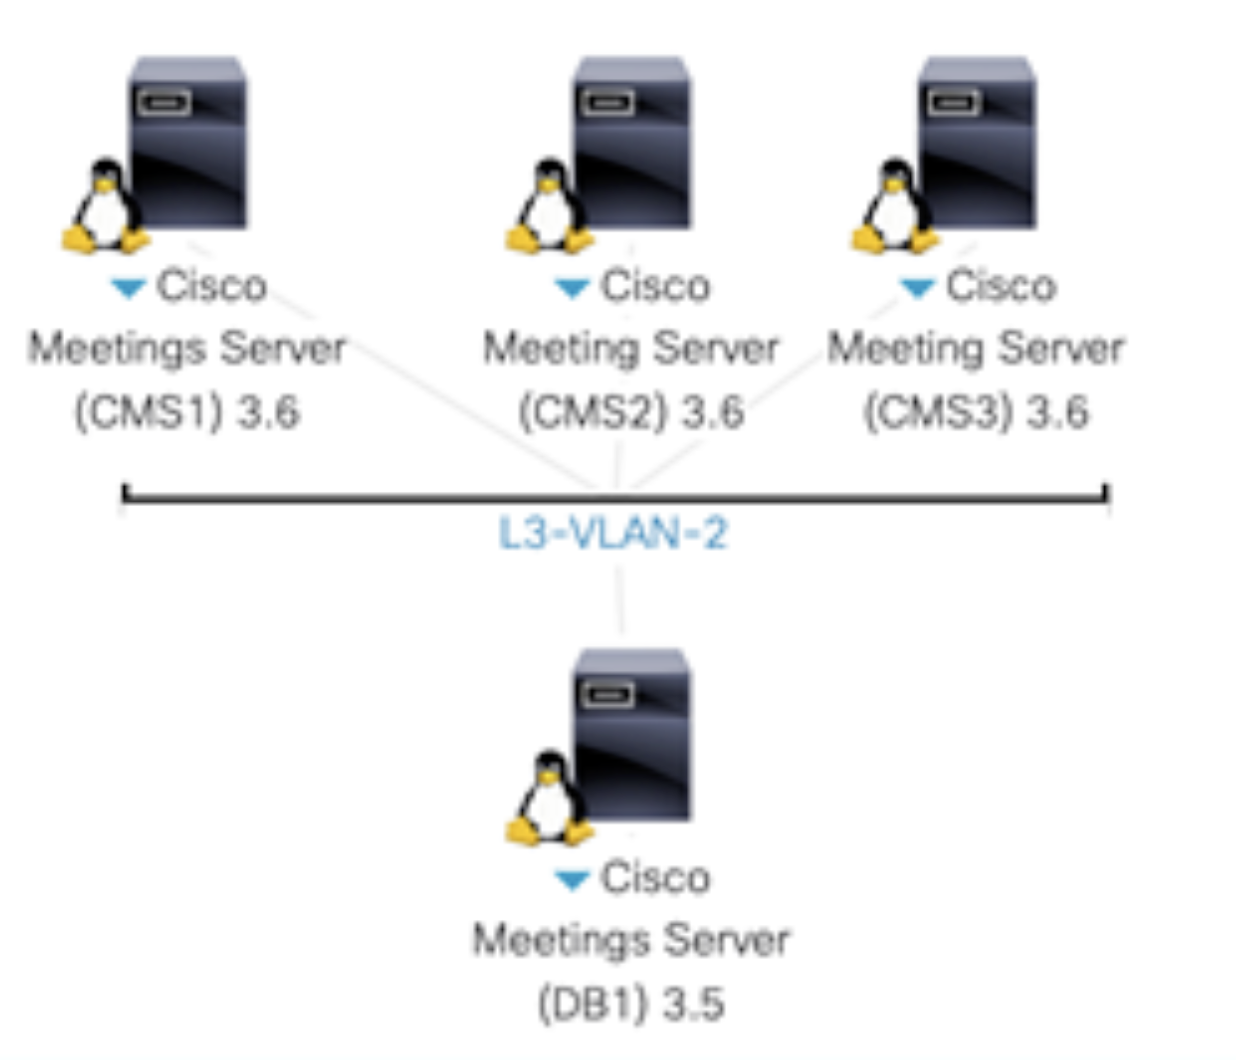 Cisco
Meetings Server
(CMS1) 3.6
Cisco
Meeting Server
(CMS2) 3.6
Cisco
Meeting Server
(CMS3) 3.6
L3-VLAN-2
Cisco
Meetings Server
(DB1) 3.5